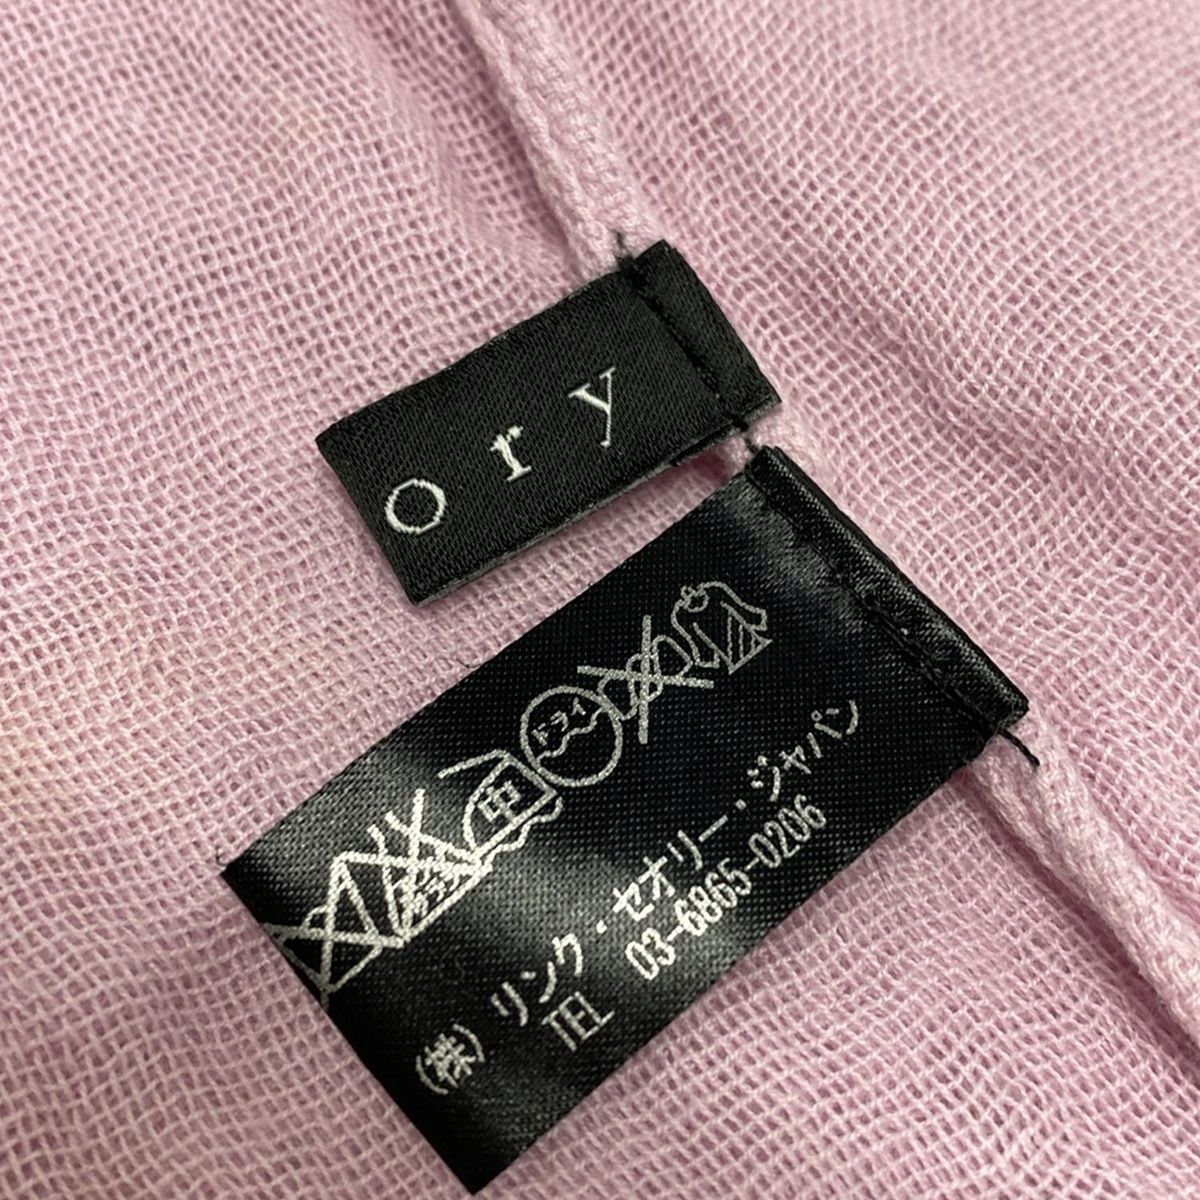 ory
中 ドライ
(株) リンク・セオリー・ジャパン
TEL 03-6865-0206